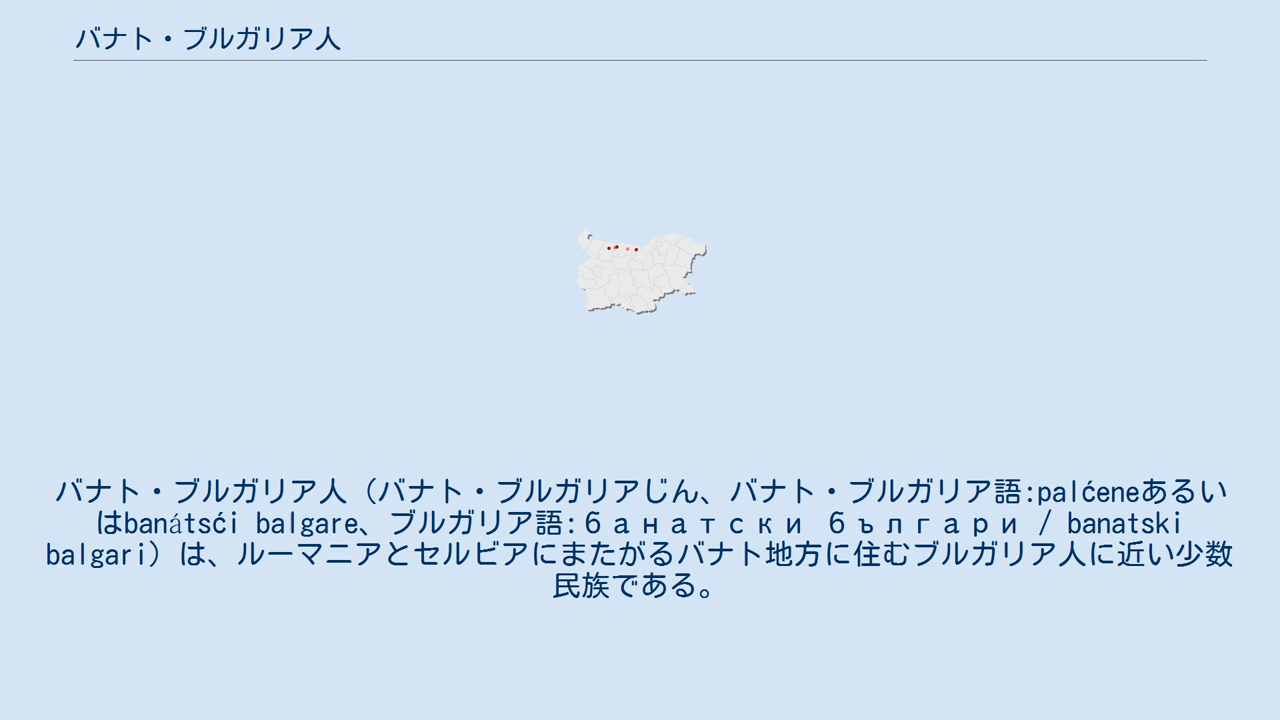 バナト・ブルガリア人
バナト・ブルガリア人（バナト・ブルガリアじん、バナト・ブルガリア語:palćeneあるい
はbanátsći balgare、ブルガリア語:банатски българи / banatski
balgari）は、ルーマニアとセルビアにまたがるバナト地方に住むブルガリア人に近い少数
民族である。